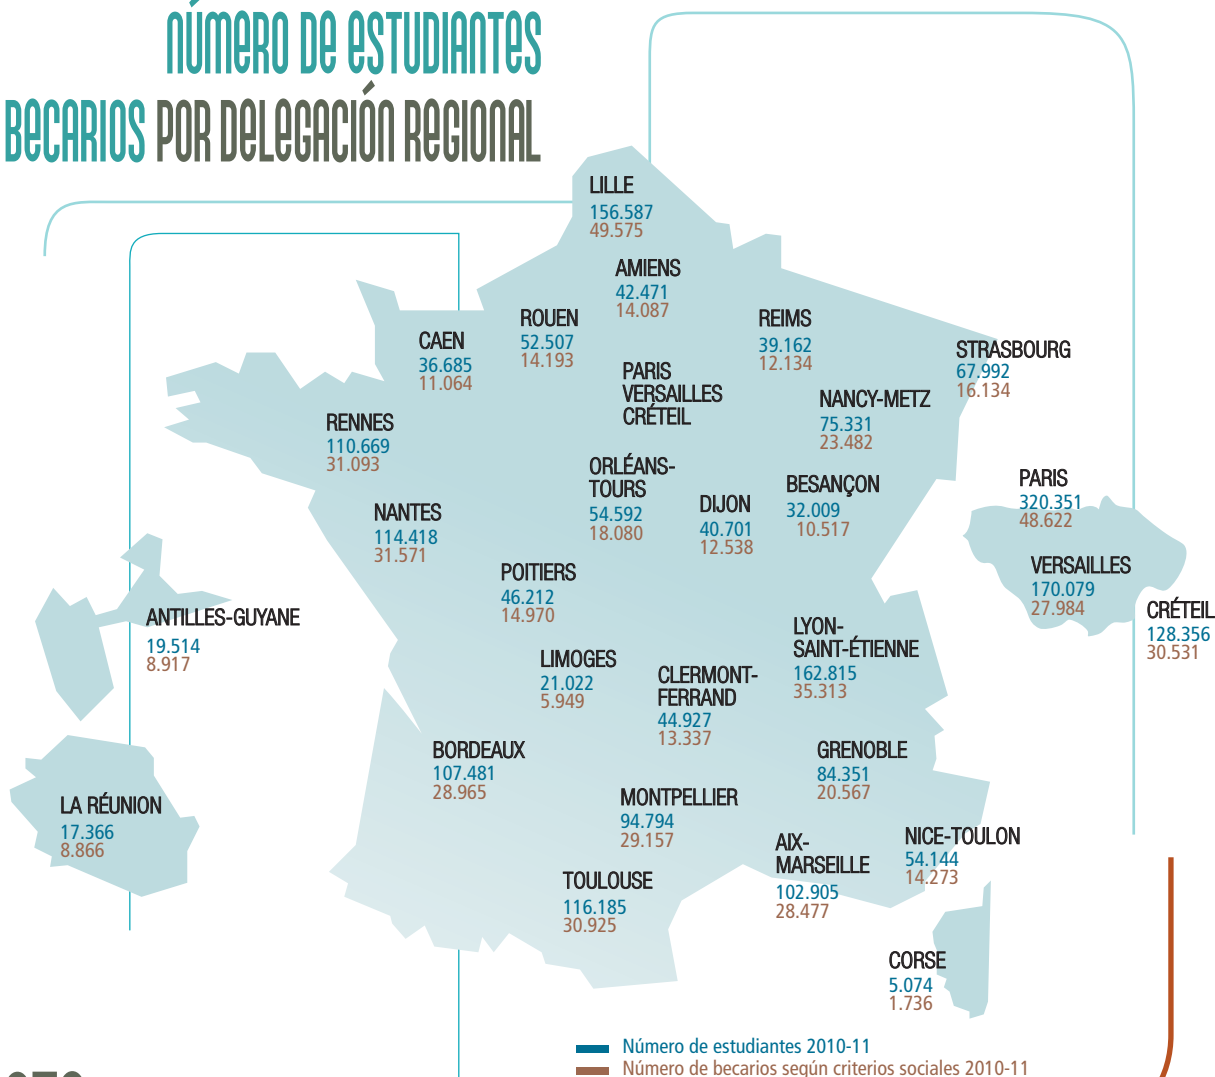 NÚMERO DE ESTUDIANTES
BECARIOS POR DELEGACIÓN REGIONAL
LILLE
156.587
49.575
AMIENS
42.471
14.087
ROUEN
52.507
14.193
CAEN
36.685
11.064
REIMS
39.162
12.134
STRASBOURG
67.992
16.134
PARIS
VERSAILLES
CRÉTEIL
NANCY-METZ
75.331
23.482
RENNES
110.669
31.093
ORLÉANS-
TOURS
54.592
18.080
DIJON
40.701
12.538
BESANÇON
32.009
10.517
PARIS
320.351
48.622
NANTES
114.418
31.571
VERSAILLES
170.079
27.984
CRÉTEIL
128.356
30.531
POITIERS
46.212
14.970
ANTILLES-GUYANE
19.514
8.917
LYON-
SAINT-ÉTIENNE
162.815
35.313
LIMOGES
21.022
5.949
CLERMONT-
FERRAND
44.927
13.337
BORDEAUX
107.481
28.965
GRENOBLE
84.351
20.567
LA RÉUNION
17.366
8.866
MONTPELLIER
94.794
29.157
AIX-
MARSEILLE
102.905
28.477
NICE-TOULON
54.144
14.273
TOULOUSE
116.185
30.925
CORSE
5.074
1.736
Número de estudiantes 2010-11
Número de becarios según criterios sociales 2010-11